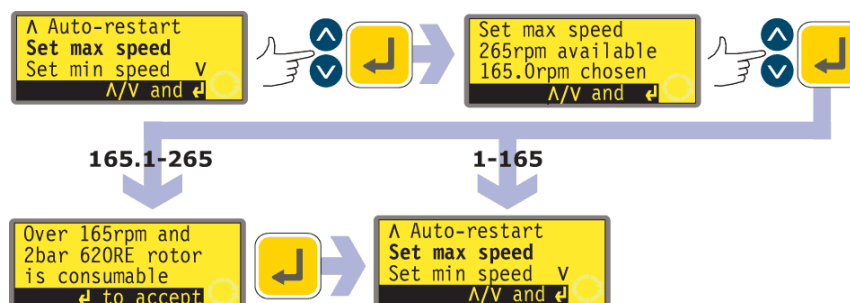 Λ Auto-restart
Set max speed
Set min speed V
Λ/V and ↵
Set max speed
265rpm available
165.0rpm chosen
Λ/V and ↵
165.1-265
1-165
Over 165rpm and
2bar 620RE rotor
is consumable
↵ to accept
Λ Auto-restart
Set max speed
Set min speed V
Λ/V and ↵